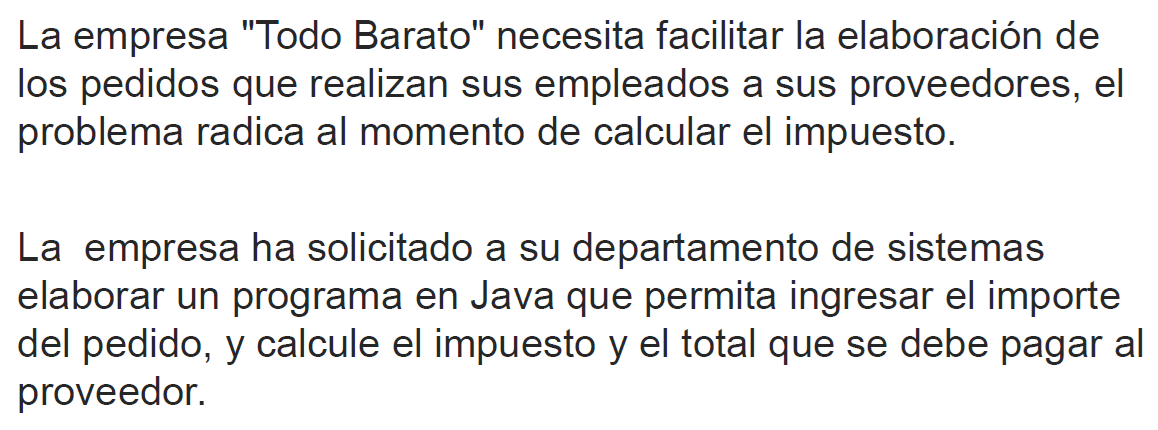 La empresa "Todo Barato" necesita facilitar la elaboración de
los pedidos que realizan sus empleados a sus proveedores, el
problema radica al momento de calcular el impuesto.
La  empresa ha solicitado a su departamento de sistemas
elaborar un programa en Java que permita ingresar el importe
del pedido, y calcule el impuesto y el total que se debe pagar al
proveedor.